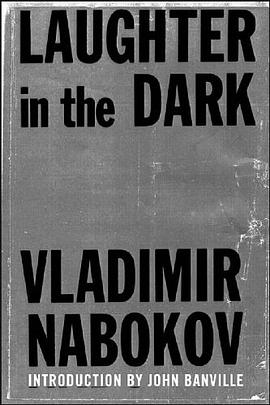 LAUGHTER
in the DARK
VLADIMIR
NABOKOV
INTRODUCTION BY JOHN BANVILLE